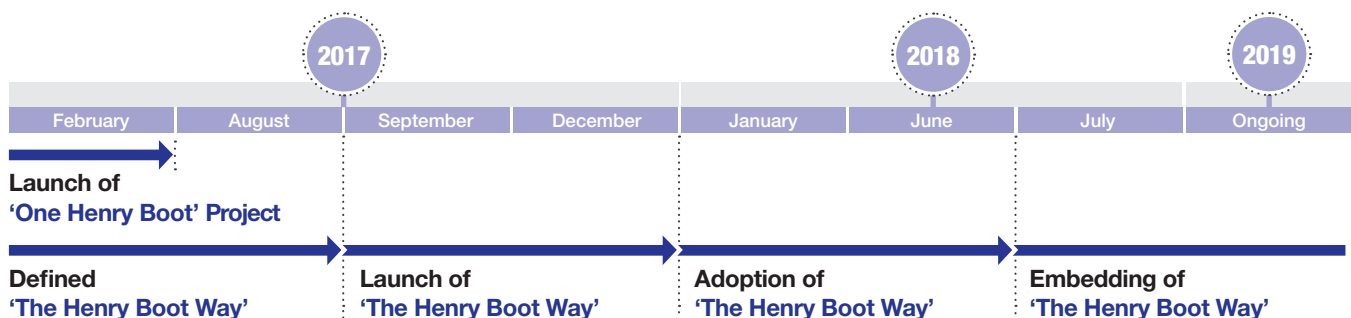 2017
2018
2019
February August September December January June July Ongoing
Launch of
‘One Henry Boot’ Project
Defined
‘The Henry Boot Way’
Launch of
‘The Henry Boot Way’
Adoption of
‘The Henry Boot Way’
Embedding of
‘The Henry Boot Way’